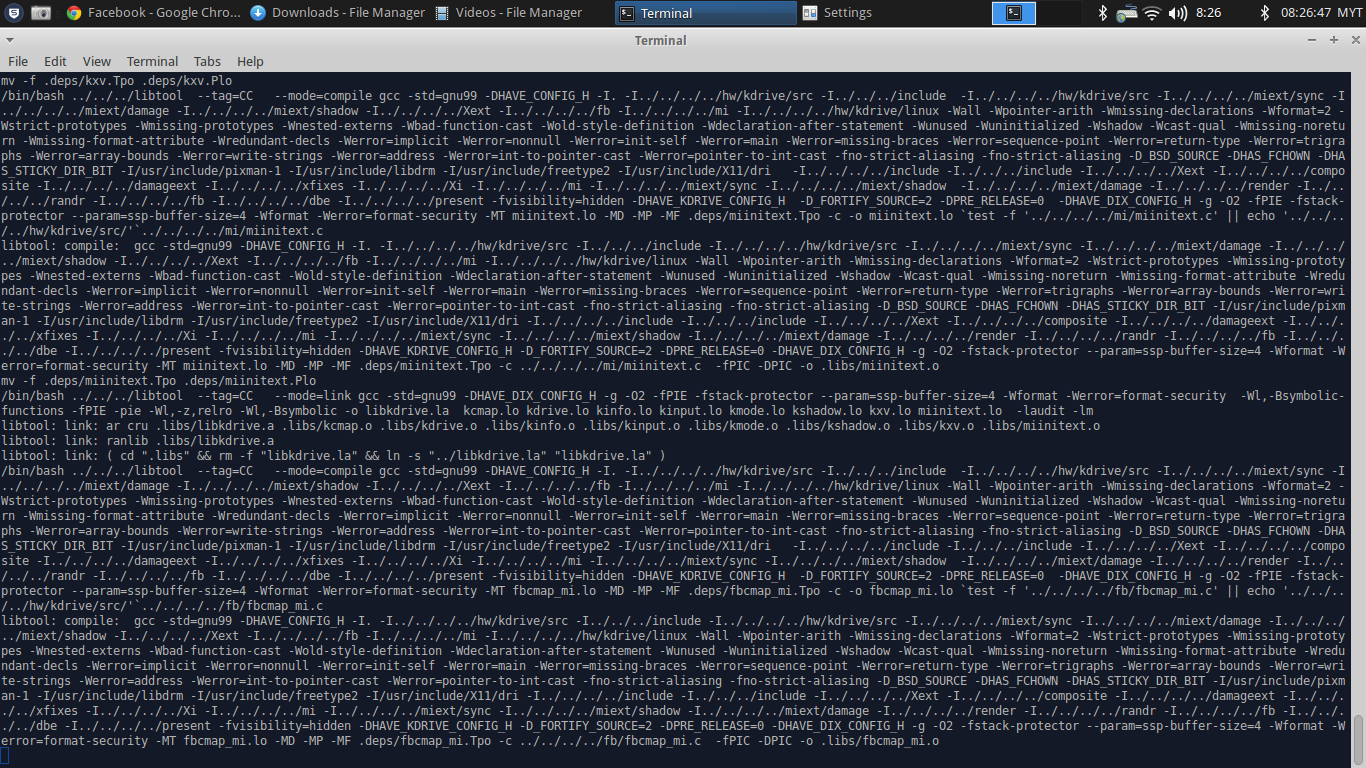 Facebook - Google Chro... Downloads - File Manager Videos - File Manager Terminal Settings 8:26 08:26:47 MYT
Terminal
File Edit View Terminal Tabs Help
mv -f .deps/kxv.Tpo .deps/kxv.Plo
/bin/bash ../../../libtool  --tag=CC   --mode=compile gcc -std=gnu99 -DHAVE_CONFIG_H -I. -I../../../../hw/kdrive/src -I../../../include  -I../../../../hw/kdrive/src -I../../../../miext/sync -I
../../../../miext/damage -I../../../../miext/shadow -I../../../../Xext -I../../../../fb -I../../../../mi -I../../../../hw/kdrive/linux -Wall -Wpointer-arith -Wmissing-declarations -Wformat=2 -
Wstrict-prototypes -Wmissing-prototypes -Wnested-externs -Wbad-function-cast -Wold-style-definition -Wdeclaration-after-statement -Wunused -Wuninitialized -Wshadow -Wcast-qual -Wmissing-noretu
rn -Wmissing-format-attribute -Wredundant-decls -Werror=implicit -Werror=nonnull -Werror=init-self -Werror=main -Werror=missing-braces -Werror=sequence-point -Werror=return-type -Werror=trigra
phs -Werror=array-bounds -Werror=write-strings -Werror=address -Werror=int-to-pointer-cast -Werror=pointer-to-int-cast -fno-strict-aliasing -fno-strict-aliasing -D_BSD_SOURCE -DHAS_FCHOWN -DHA
S_STICKY_DIR_BIT -I/usr/include/pixman-1 -I/usr/include/libdrm -I/usr/include/freetype2 -I/usr/include/X11/dri   -I../../../../include -I../../../include -I../../../../Xext -I../../../../compo
site -I../../../../damageext -I../../../../xfixes -I../../../../Xi -I../../../../mi -I../../../../miext/sync -I../../../../miext/shadow  -I../../../../miext/damage -I../../../../render -I../..
/../../randr -I../../../../fb -I../../../../dbe -I../../../../present -fvisibility=hidden -DHAVE_KDRIVE_CONFIG_H  -D_FORTIFY_SOURCE=2 -DPRE_RELEASE=0  -DHAVE_DIX_CONFIG_H -g -O2 -fPIE -fstack-
protector --param=ssp-buffer-size=4 -Wformat -Werror=format-security -MT miinitext.lo -MD -MP -MF .deps/miinitext.Tpo -c -o miinitext.lo `test -f '../../../../mi/miinitext.c' || echo '../../..
/../hw/kdrive/src/'`../../../../mi/miinitext.c
libtool: compile:  gcc -std=gnu99 -DHAVE_CONFIG_H -I. -I../../../../hw/kdrive/src -I../../../include -I../../../../hw/kdrive/src -I../../../../miext/sync -I../../../../miext/damage -I../../../
../miext/shadow -I../../../../Xext -I../../../../fb -I../../../../mi -I../../../../hw/kdrive/linux -Wall -Wpointer-arith -Wmissing-declarations -Wformat=2 -Wstrict-prototypes -Wmissing-prototy
pes -Wnested-externs -Wbad-function-cast -Wold-style-definition -Wdeclaration-after-statement -Wunused -Wuninitialized -Wshadow -Wcast-qual -Wmissing-noreturn -Wmissing-format-attribute -Wredu
ndant-decls -Werror=implicit -Werror=nonnull -Werror=init-self -Werror=main -Werror=missing-braces -Werror=sequence-point -Werror=return-type -Werror=trigraphs -Werror=array-bounds -Werror=wri
te-strings -Werror=address -Werror=int-to-pointer-cast -Werror=pointer-to-int-cast -fno-strict-aliasing -fno-strict-aliasing -D_BSD_SOURCE -DHAS_FCHOWN -DHAS_STICKY_DIR_BIT -I/usr/include/pixm
an-1 -I/usr/include/libdrm -I/usr/include/freetype2 -I/usr/include/X11/dri -I../../../../include -I../../../include -I../../../../Xext -I../../../../composite -I../../../../damageext -I../../.
./../xfixes -I../../../../Xi -I../../../../mi -I../../../../miext/sync -I../../../../miext/shadow -I../../../../miext/damage -I../../../../render -I../../../../randr -I../../../../fb -I../../.
./../dbe -I../../../../present -fvisibility=hidden -DHAVE_KDRIVE_CONFIG_H -D_FORTIFY_SOURCE=2 -DPRE_RELEASE=0 -DHAVE_DIX_CONFIG_H -g -O2 -fstack-protector --param=ssp-buffer-size=4 -Wformat -W
error=format-security -MT miinitext.lo -MD -MP -MF .deps/miinitext.Tpo -c ../../../../mi/miinitext.c  -fPIC -DPIC -o .libs/miinitext.o
mv -f .deps/miinitext.Tpo .deps/miinitext.Plo
/bin/bash ../../../libtool  --tag=CC   --mode=link gcc -std=gnu99 -DHAVE_DIX_CONFIG_H -g -O2 -fPIE -fstack-protector --param=ssp-buffer-size=4 -Wformat -Werror=format-security  -Wl,-Bsymbolic-
functions -fPIE -pie -Wl,-z,relro -Wl,-Bsymbolic -o libkdrive.la  kcmap.lo kdrive.lo kinfo.lo kinput.lo kmode.lo kshadow.lo kxv.lo miinitext.lo  -laudit -lm
libtool: link: ar cru .libs/libkdrive.a .libs/kcmap.o .libs/kdrive.o .libs/kinfo.o .libs/kinput.o .libs/kmode.o .libs/kshadow.o .libs/kxv.o .libs/miinitext.o
libtool: link: ranlib .libs/libkdrive.a
libtool: link: ( cd ".libs" && rm -f "libkdrive.la" && ln -s "../libkdrive.la" "libkdrive.la" )
/bin/bash ../../../libtool  --tag=CC   --mode=compile gcc -std=gnu99 -DHAVE_CONFIG_H -I. -I../../../../hw/kdrive/src -I../../../include  -I../../../../hw/kdrive/src -I../../../../miext/sync -I
../../../../miext/damage -I../../../../miext/shadow -I../../../../Xext -I../../../../fb -I../../../../mi -I../../../../hw/kdrive/linux -Wall -Wpointer-arith -Wmissing-declarations -Wformat=2 -
Wstrict-prototypes -Wmissing-prototypes -Wnested-externs -Wbad-function-cast -Wold-style-definition -Wdeclaration-after-statement -Wunused -Wuninitialized -Wshadow -Wcast-qual -Wmissing-noretu
rn -Wmissing-format-attribute -Wredundant-decls -Werror=implicit -Werror=nonnull -Werror=init-self -Werror=main -Werror=missing-braces -Werror=sequence-point -Werror=return-type -Werror=trigra
phs -Werror=array-bounds -Werror=write-strings -Werror=address -Werror=int-to-pointer-cast -Werror=pointer-to-int-cast -fno-strict-aliasing -fno-strict-aliasing -D_BSD_SOURCE -DHAS_FCHOWN -DHA
S_STICKY_DIR_BIT -I/usr/include/pixman-1 -I/usr/include/libdrm -I/usr/include/freetype2 -I/usr/include/X11/dri   -I../../../../include -I../../../include -I../../../../Xext -I../../../../compo
site -I../../../../damageext -I../../../../xfixes -I../../../../Xi -I../../../../mi -I../../../../miext/sync -I../../../../miext/shadow  -I../../../../miext/damage -I../../../../render -I../..
/../../randr -I../../../../fb -I../../../../dbe -I../../../../present -fvisibility=hidden -DHAVE_KDRIVE_CONFIG_H  -D_FORTIFY_SOURCE=2 -DPRE_RELEASE=0  -DHAVE_DIX_CONFIG_H -g -O2 -fPIE -fstack-
protector --param=ssp-buffer-size=4 -Wformat -Werror=format-security -MT fbcmap_mi.lo -MD -MP -MF .deps/fbcmap_mi.Tpo -c -o fbcmap_mi.lo `test -f '../../../../fb/fbcmap_mi.c' || echo '../../..
/../hw/kdrive/src/'`../../../../fb/fbcmap_mi.c
libtool: compile:  gcc -std=gnu99 -DHAVE_CONFIG_H -I. -I../../../../hw/kdrive/src -I../../../include -I../../../../hw/kdrive/src -I../../../../miext/sync -I../../../../miext/damage -I../../../
../miext/shadow -I../../../../Xext -I../../../../fb -I../../../../mi -I../../../../hw/kdrive/linux -Wall -Wpointer-arith -Wmissing-declarations -Wformat=2 -Wstrict-prototypes -Wmissing-prototy
pes -Wnested-externs -Wbad-function-cast -Wold-style-definition -Wdeclaration-after-statement -Wunused -Wuninitialized -Wshadow -Wcast-qual -Wmissing-noreturn -Wmissing-format-attribute -Wredu
ndant-decls -Werror=implicit -Werror=nonnull -Werror=init-self -Werror=main -Werror=missing-braces -Werror=sequence-point -Werror=return-type -Werror=trigraphs -Werror=array-bounds -Werror=wri
te-strings -Werror=address -Werror=int-to-pointer-cast -Werror=pointer-to-int-cast -fno-strict-aliasing -fno-strict-aliasing -D_BSD_SOURCE -DHAS_FCHOWN -DHAS_STICKY_DIR_BIT -I/usr/include/pixm
an-1 -I/usr/include/libdrm -I/usr/include/freetype2 -I/usr/include/X11/dri -I../../../../include -I../../../include -I../../../../Xext -I../../../../composite -I../../../../damageext -I../../.
./../xfixes -I../../../../Xi -I../../../../mi -I../../../../miext/sync -I../../../../miext/shadow -I../../../../miext/damage -I../../../../render -I../../../../randr -I../../../../fb -I../../.
./../dbe -I../../../../present -fvisibility=hidden -DHAVE_KDRIVE_CONFIG_H -D_FORTIFY_SOURCE=2 -DPRE_RELEASE=0 -DHAVE_DIX_CONFIG_H -g -O2 -fstack-protector --param=ssp-buffer-size=4 -Wformat -W
error=format-security -MT fbcmap_mi.lo -MD -MP -MF .deps/fbcmap_mi.Tpo -c ../../../../fb/fbcmap_mi.c  -fPIC -DPIC -o .libs/fbcmap_mi.o